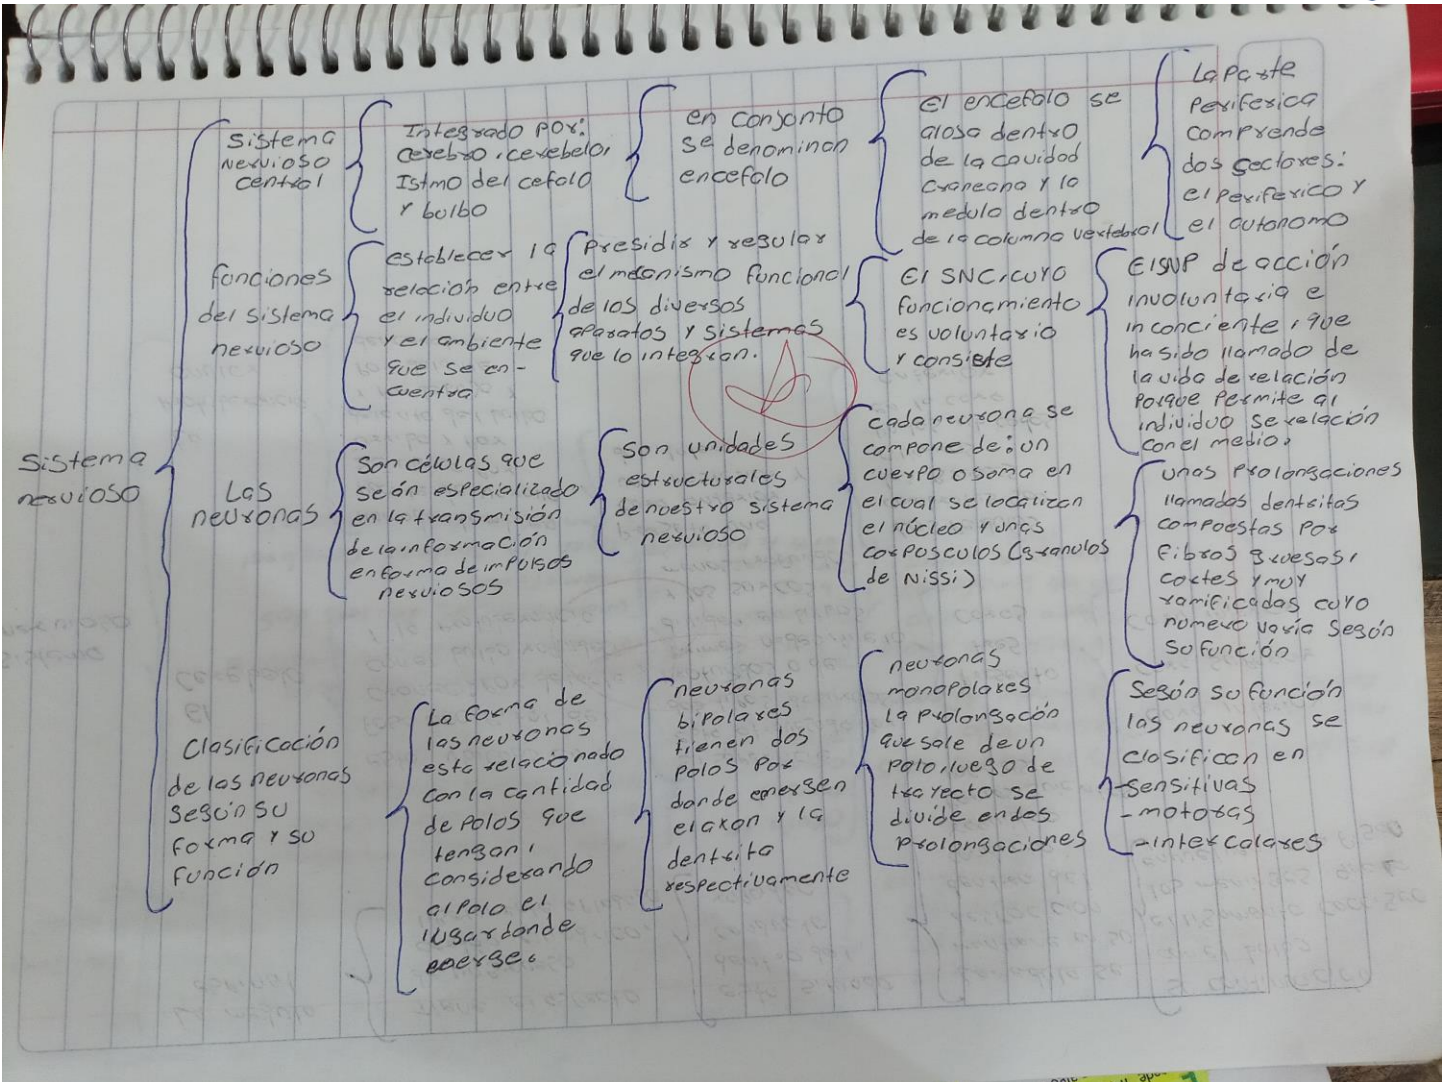 Sistema
nervioso
Sistema
nervioso
central
Integrado por:
cerebro, cerebelo,
Istmo del cefalo
y bulbo
en conjunto
se denominan
encefalo
El encefalo se
alosa dentro
de la cavidad
craneana y la
medula dentro
de la columna vertebral
La parte
Periferica
comprende
dos sectores:
el periferico y
el autonomo
funciones
del sistema
nervioso
establecer la
relación entre
el individuo
y el ambiente
que se en-
cuentra
Presidir y regular
el mecanismo funcional
de los diversos
aparatos y sistemas
que lo integran.
El SNC, cuyo
funcionamiento
es voluntario
y consiste
El SNP de acción
involuntaria e
inconciente, que
ha sido llamado de
la vida de relación
porque permite al
individuo se relación
con el medio.
Las
neuronas
Son células que
se án especializado
en la transmisión
de la información
en forma de impulsos
nerviosos
Son unidades
estructurales
de nuestro sistema
nervioso
cada neurona se
compone de: un
cuerpo o soma en
el cual se localizan
el núcleo y unas
corpusculos (granulos
de Nissi)
unas prolongaciones
llamadas dentritas
compuestas por
fibras gruesas,
cortes y muy
ramificadas cuyo
numero varía según
su función
Clasificación
de las neuronas
según su
forma y su
función
La forma de
las neuronas
esta relacionado
con la cantidad
de polos que
tengan,
considerando
al polo el
lugar donde
emerge.
neuronas
bipolares
tienen dos
polos por
donde emergen
el axon y la
dentrita
respectivamente
neuronas
monopolares
la prolongación
que sale de un
polo, luego de
trayecto se
divide en dos
prolongaciones
Según su función
las neuronas se
clasifican en
-sensitivas
-motoras
-intercalares